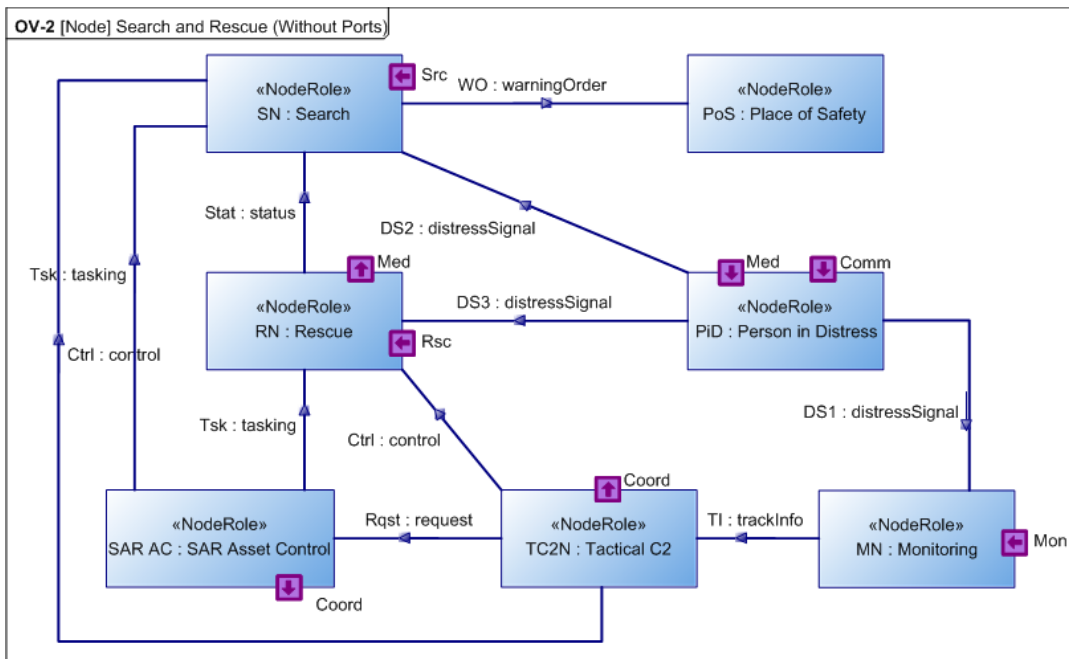 OV-2 [Node] Search and Rescue (Without Ports)
«NodeRole»
SN : Search
Src
WO : warningOrder
«NodeRole»
PoS : Place of Safety
Stat : status
DS2 : distressSignal
Tsk : tasking
Med
«NodeRole»
RN : Rescue
Rsc
DS3 : distressSignal
Med
Comm
«NodeRole»
PiD : Person in Distress
Ctrl : control
Tsk : tasking
Ctrl : control
DS1 : distressSignal
«NodeRole»
SAR AC : SAR Asset Control
Coord
Rqst : request
Coord
«NodeRole»
TC2N : Tactical C2
TI : trackInfo
«NodeRole»
MN : Monitoring
Mon